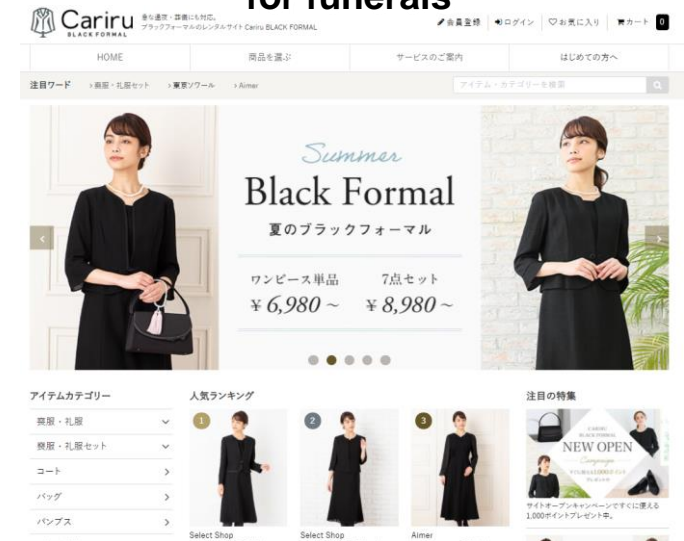 for funerals
Cariru
BLACK FORMAL
急な通夜・葬儀にも対応。
ブラックフォーマルのレンタルサイト Cariru BLACK FORMAL
会員登録
ログイン
お気に入り
カート 0
HOME
商品を選ぶ
サービスのご案内
はじめての方へ
注目ワード
>喪服・礼服セット
>東京ソワール
>Aimer
アイテム・カテゴリーを検索
Summer
Black Formal
夏のブラックフォーマル
ワンピース単品 7点セット
¥6,980~ ¥8,980~
アイテムカテゴリー
喪服・礼服
喪服・礼服セット
コート
バッグ
パンプス
人気ランキング
1
2
3
Select Shop
Select Shop
Aimer
注目の特集
CARIRU
BLACK FORMAL
NEW OPEN
Campaign
サイトオープンキャンペーンですぐに使える
1,000ポイントプレゼント中。